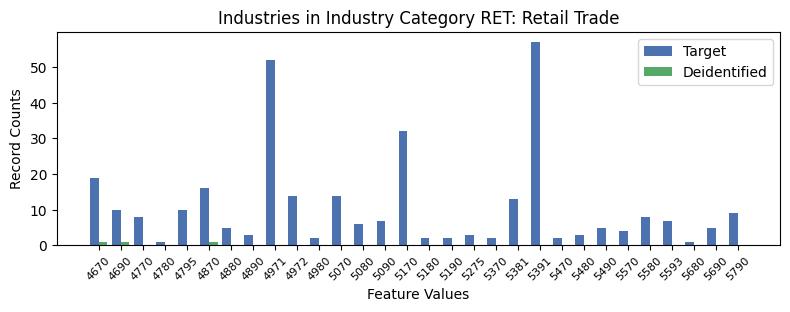 Industries in Industry Category RET: Retail Trade
Target
Deidentified
Record Counts
50
40
30
20
10
0
4670 4690 4770 4780 4795 4870 4880 4890 4971 4972 4980 5070 5080 5090 5170 5180 5190 5275 5370 5381 5391 5470 5480 5490 5570 5580 5593 5680 5690 5790
Feature Values